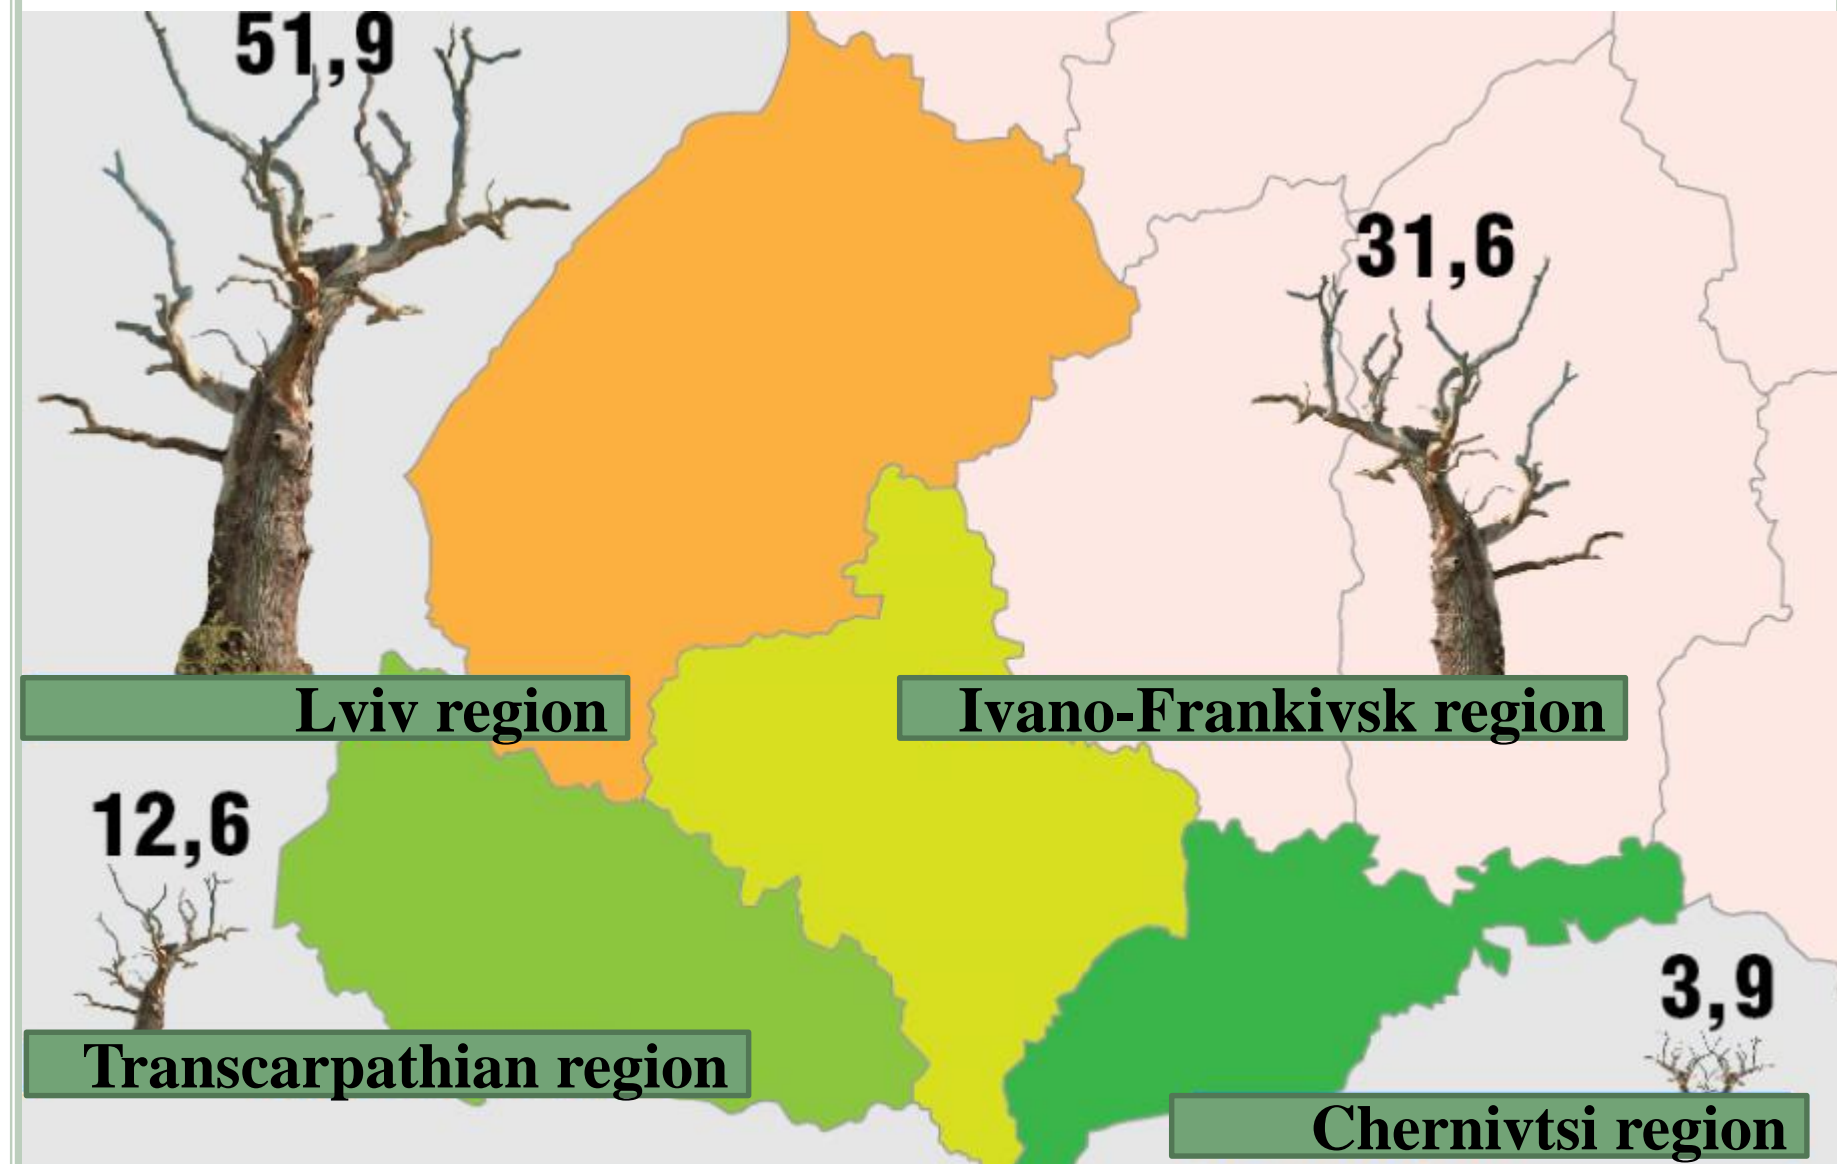 51,9
31,6
Lviv region
Ivano-Frankivsk region
12,6
3,9
Transcarpathian region
Chernivtsi region